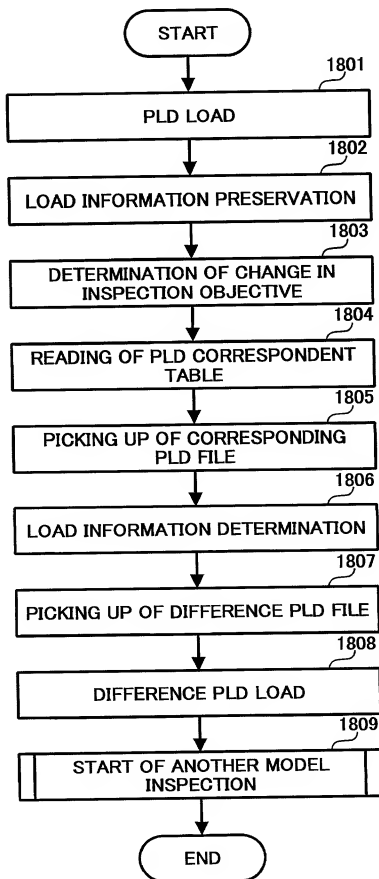 START
1801
PLD LOAD
1802
LOAD INFORMATION PRESERVATION
1803
DETERMINATION OF CHANGE IN
INSPECTION OBJECTIVE
1804
READING OF PLD CORRESPONDENT
TABLE
1805
PICKING UP OF CORRESPONDING
PLD FILE
1806
LOAD INFORMATION DETERMINATION
1807
PICKING UP OF DIFFERENCE PLD FILE
1808
DIFFERENCE PLD LOAD
1809
START OF ANOTHER MODEL
INSPECTION
END